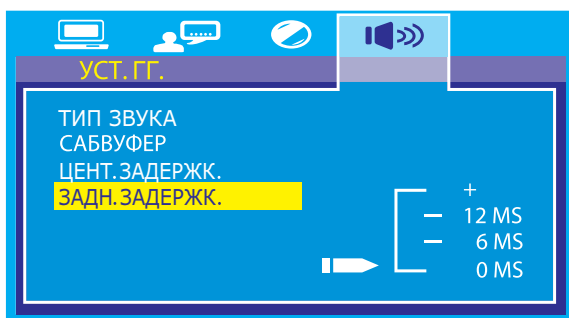 УСТ. ГГ.
ТИП ЗВУКА
САБВУФЕР
ЦЕНТ.ЗАДЕРЖК.
ЗАДН.ЗАДЕРЖК.
+
12 MS
6 MS
0 MS